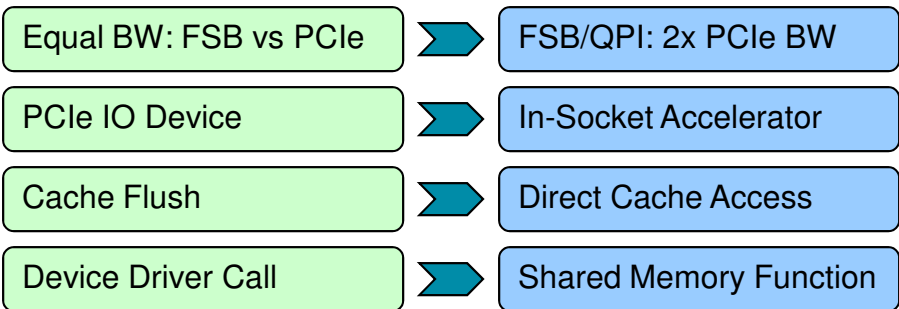 Equal BW: FSB vs PCIe
FSB/QPI: 2x PCIe BW
PCIe IO Device
In-Socket Accelerator
Cache Flush
Direct Cache Access
Device Driver Call
Shared Memory Function